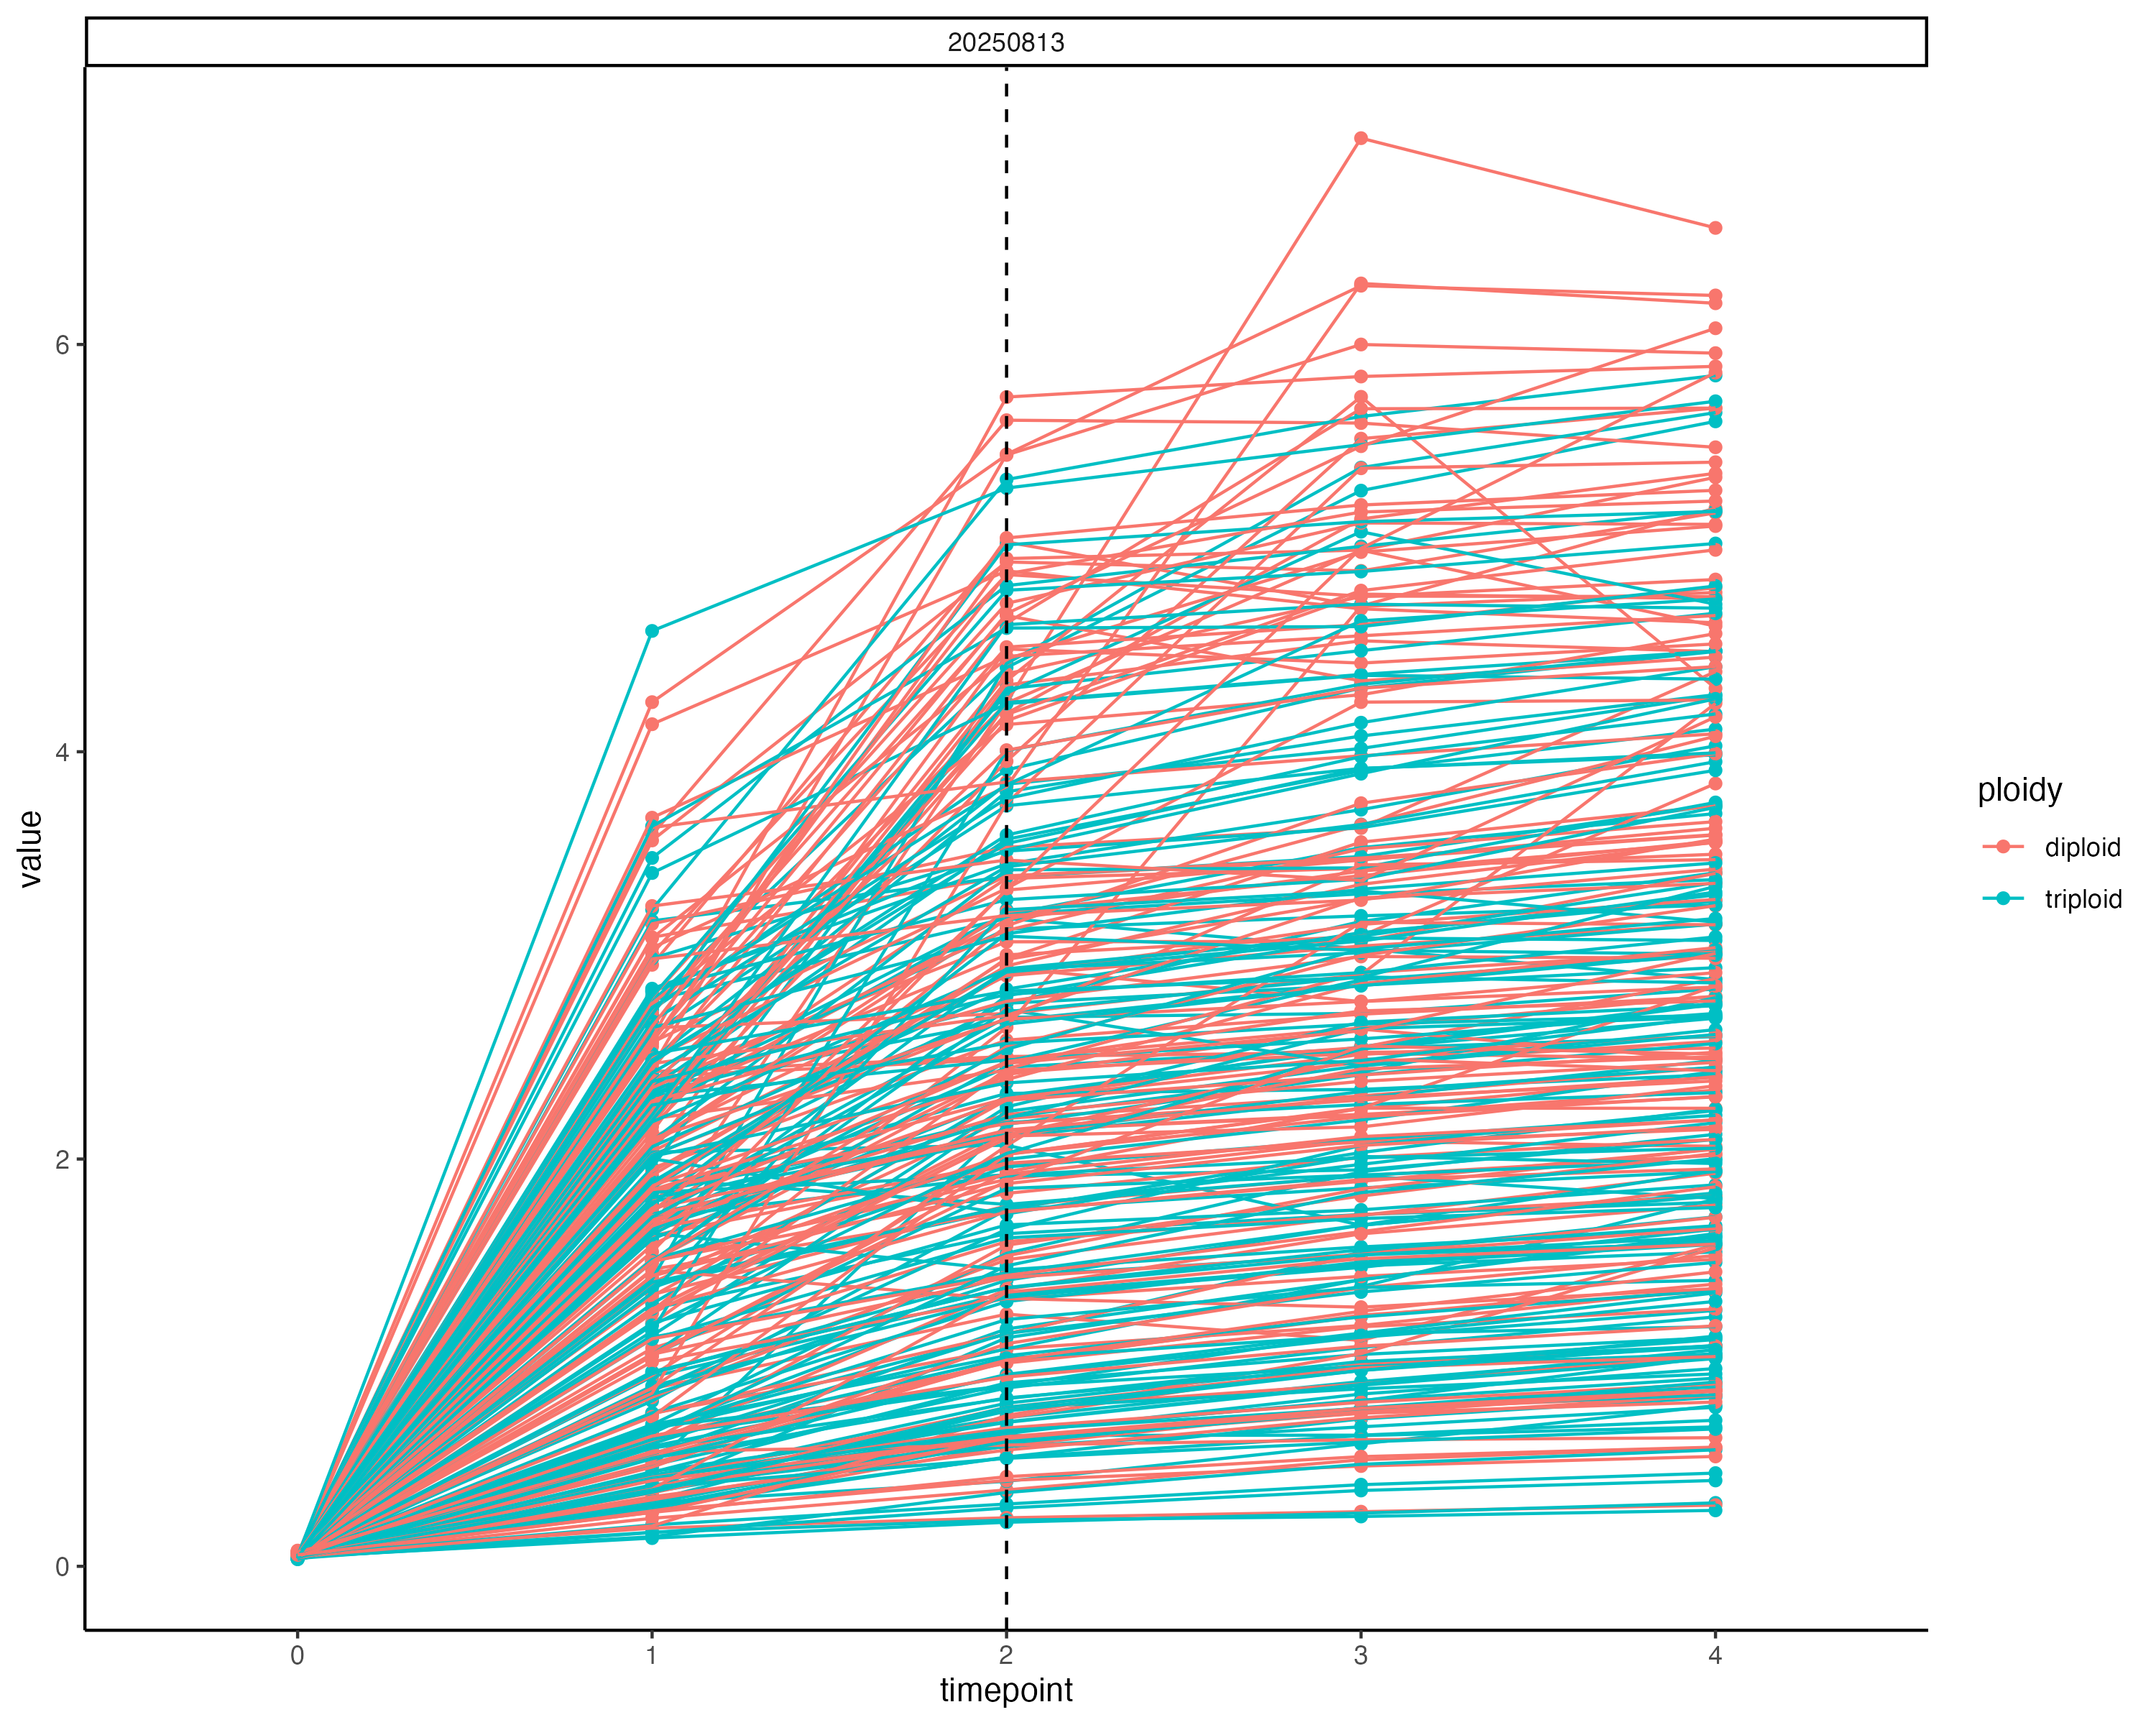 20250813
value
6
4
2
0
0 1 2 3 4
timepoint
ploidy
diploid
triploid